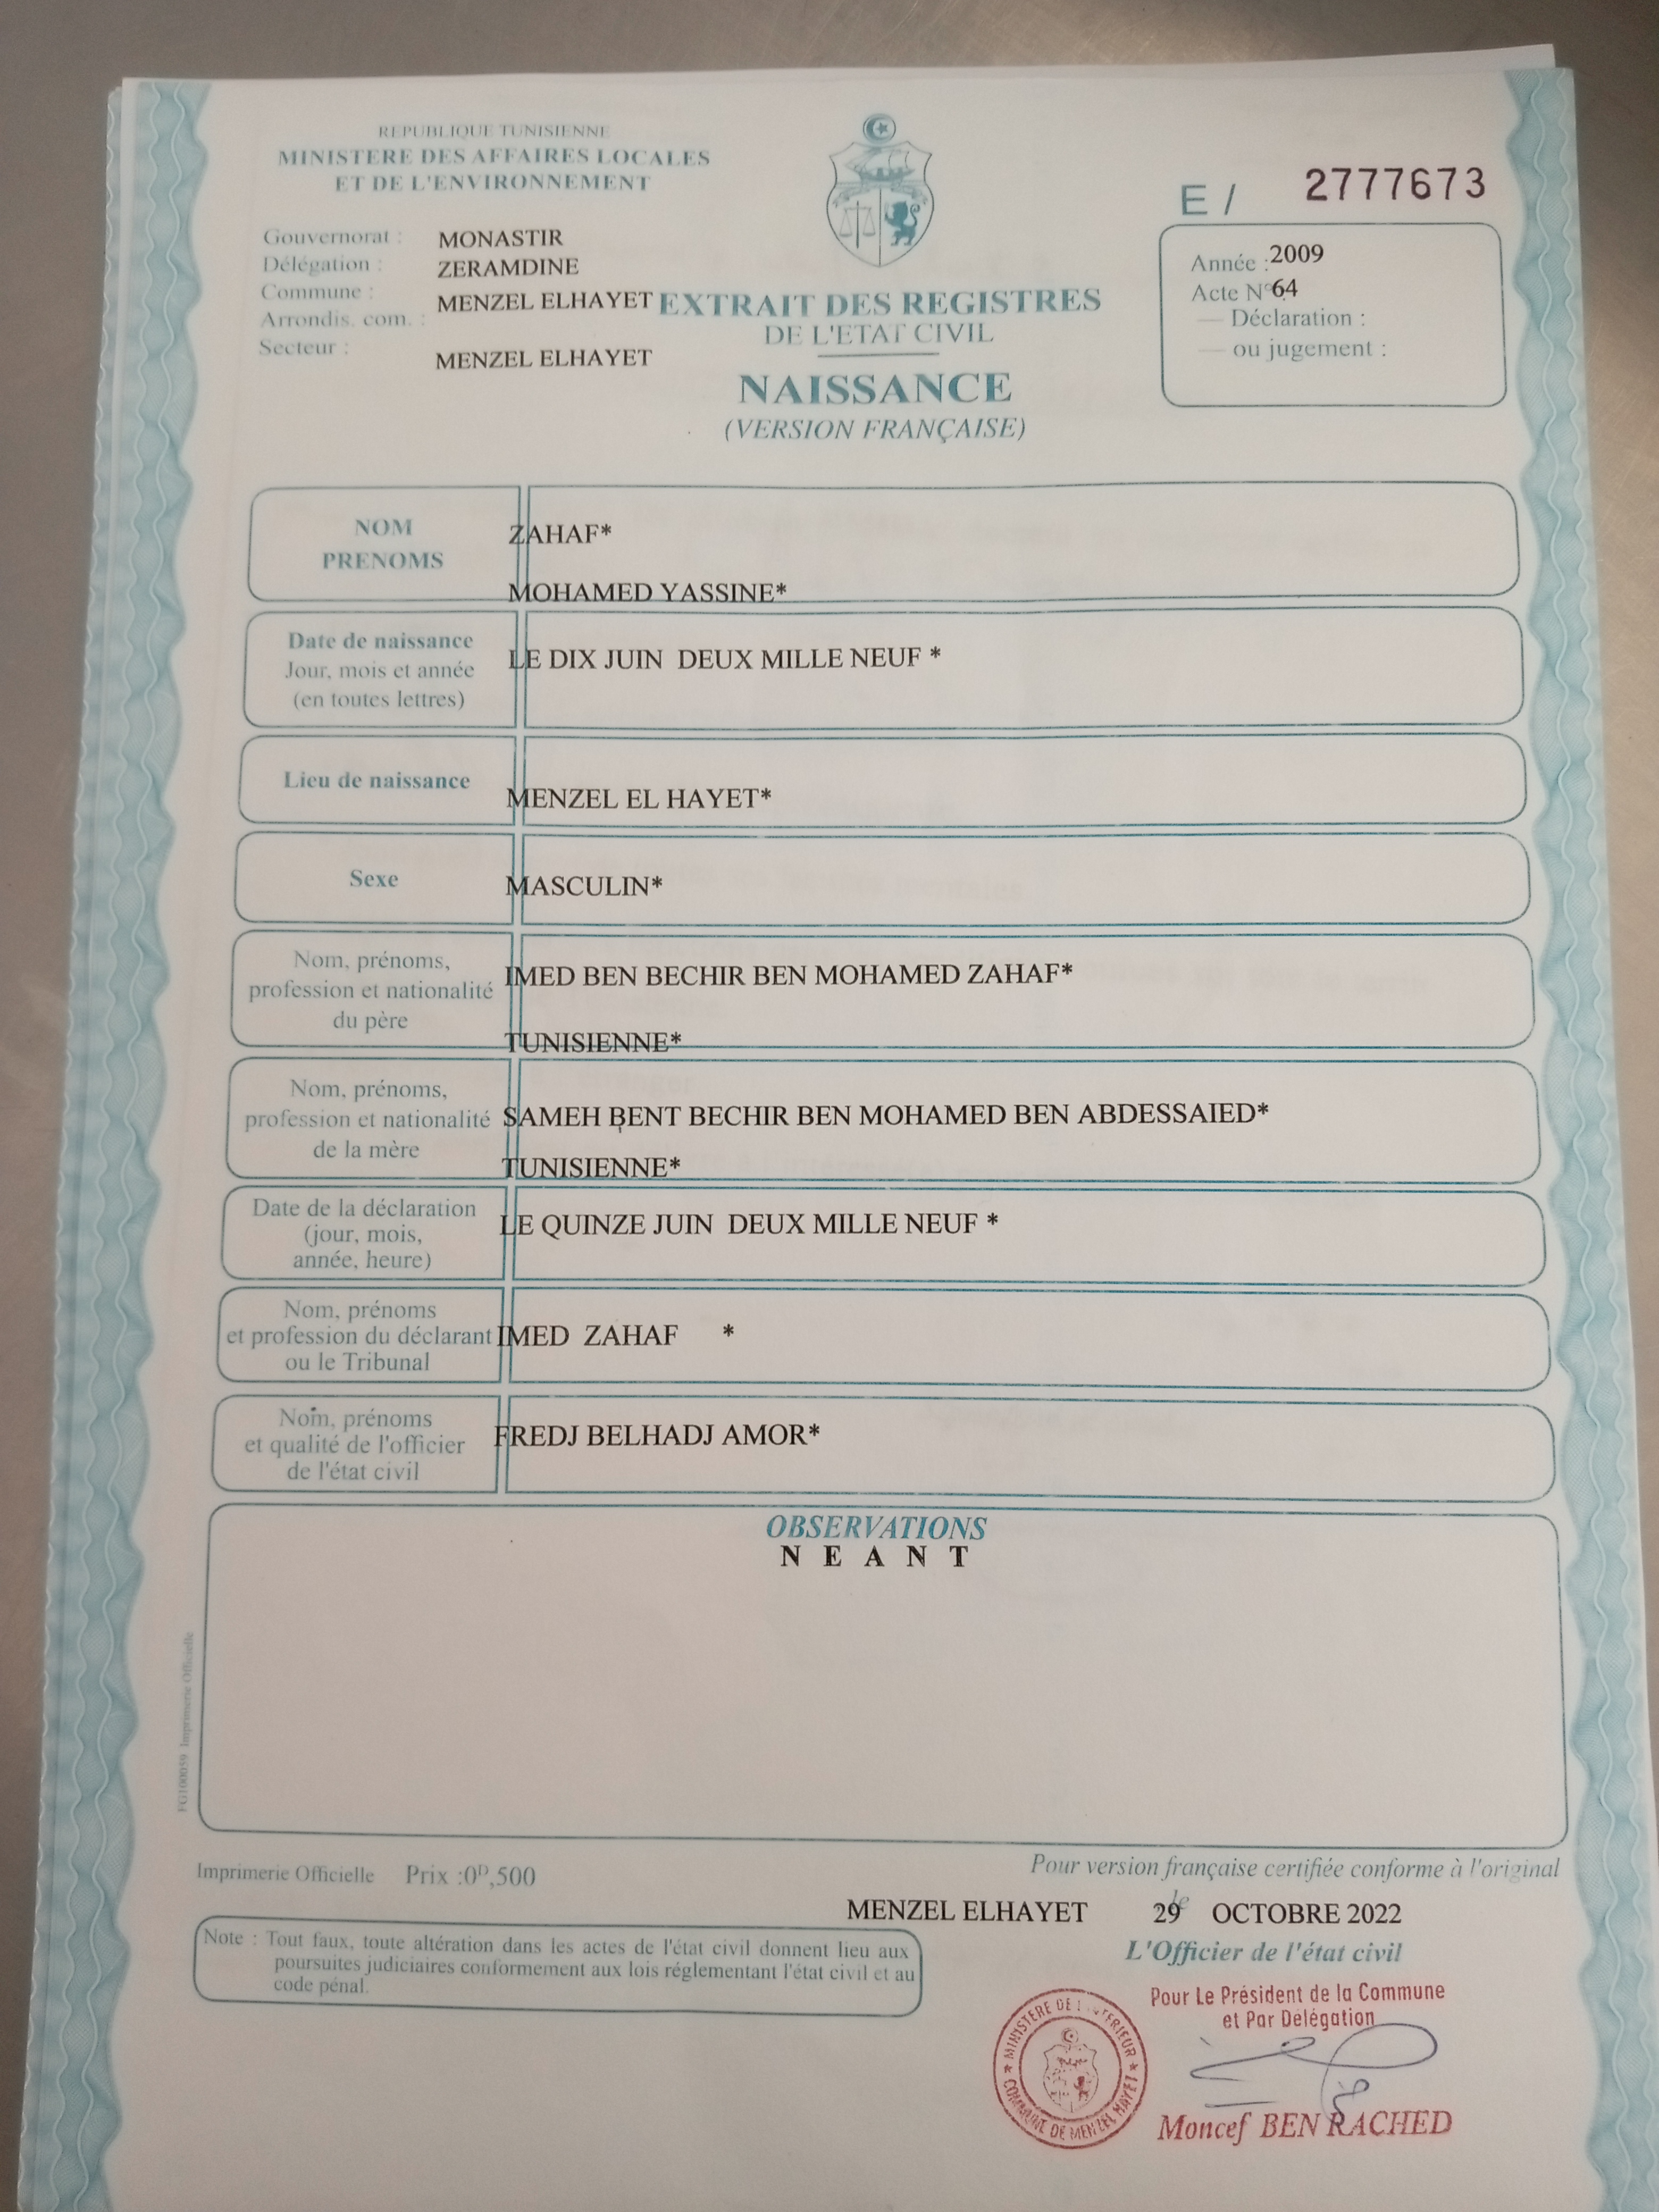 REPUBLIQUE TUNISIENNE
MINISTERE DES AFFAIRES LOCALES
ET DE L'ENVIRONNEMENT
E / 2777673
Gouvernorat : MONASTIR
Délégation : ZERAMDINE
Commune : MENZEL ELHAYET
Arrondis. com. :
Secteur : MENZEL ELHAYET
EXTRAIT DES REGISTRES
DE L'ETAT CIVIL
NAISSANCE
(VERSION FRANÇAISE)
Année : 2009
Acte N° 64
— Déclaration :
— ou jugement :
NOM
PRENOMS
ZAHAF*
MOHAMED YASSINE*
Date de naissance
Jour, mois et année
(en toutes lettres)
LE DIX JUIN DEUX MILLE NEUF *
Lieu de naissance
MENZEL EL HAYET*
Sexe
MASCULIN*
Nom, prénoms,
profession et nationalité
du père
IMED BEN BECHIR BEN MOHAMED ZAHAF*
TUNISIENNE*
Nom, prénoms,
profession et nationalité
de la mère
SAMEH BENT BECHIR BEN MOHAMED BEN ABDESSAIED*
TUNISIENNE*
Date de la déclaration
(jour, mois,
année, heure)
LE QUINZE JUIN DEUX MILLE NEUF *
Nom, prénoms
et profession du déclarant
ou le Tribunal
IMED ZAHAF *
Nom, prénoms
et qualité de l'officier
de l'état civil
FREDJ BELHADJ AMOR*
OBSERVATIONS
N E A N T
FG100059 Imprimerie Officielle
Imprimerie Officielle Prix :0D,500
Pour version française certifiée conforme à l'original
MENZEL ELHAYET le 29 OCTOBRE 2022
Note : Tout faux, toute altération dans les actes de l'état civil donnent lieu aux
poursuites judiciaires conformement aux lois réglementant l'état civil et au
code pénal.
L'Officier de l'état civil
Pour Le Président de la Commune
et Par Délégation
MINISTERE DE L'INTERIEUR
COMMUNE DE MENZEL HAYET
Moncef BEN RACHED